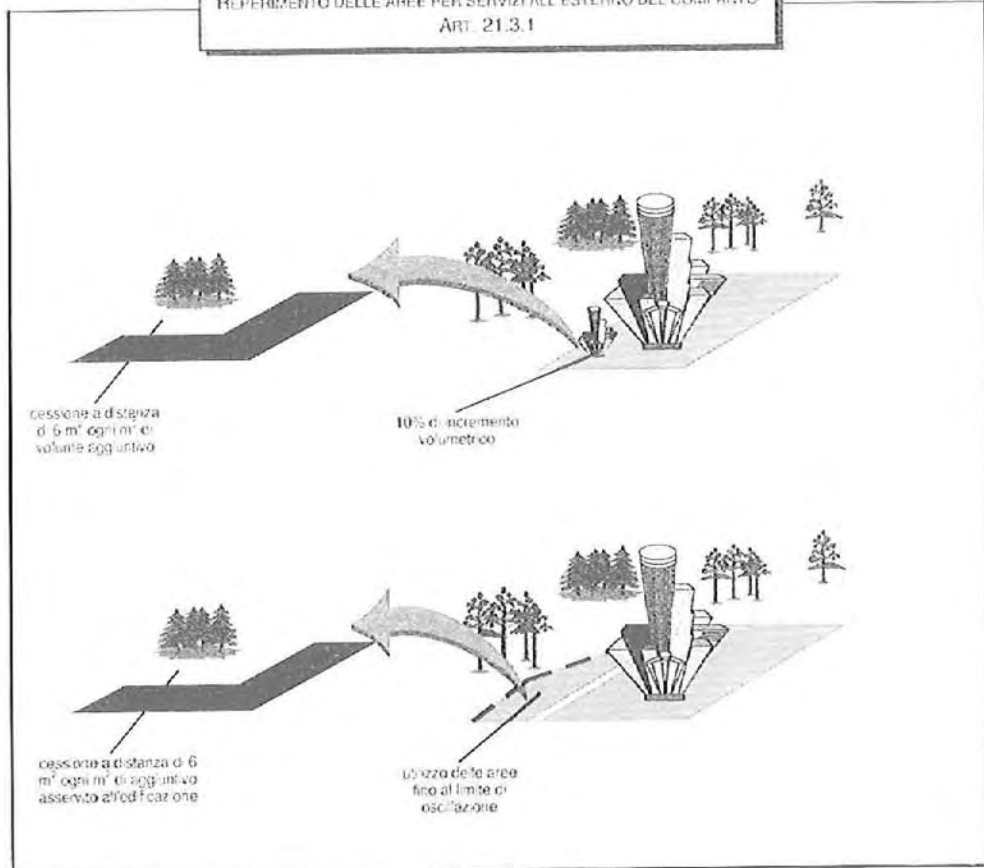 REPERIMENTO DELLE AREE PER SERVIZI ALL'ESTERNO DEL COMPARTO
ART. 21.3.1
cessione a distanza
di 6 m² ogni m² di
volume aggiuntivo
10% di incremento
volumetrico
cessione a distanza di 6
m² ogni m² di aggiuntivo
asservito all'edificazione
utilizzo delle aree
fino al limite di
oscillazione